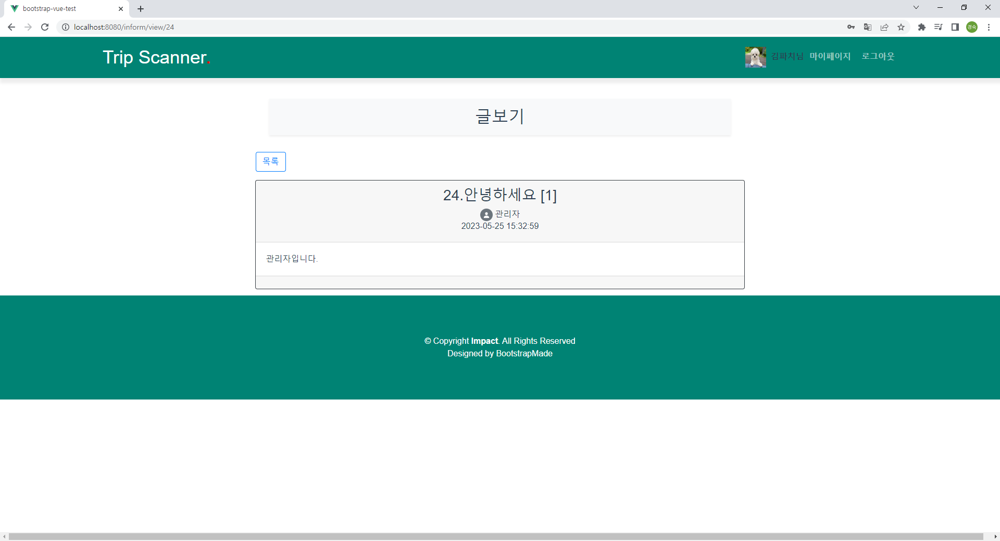 bootstrap-vue-test
localhost:8080/inform/view/24
경숙
Trip Scanner.
김파치님 마이페이지 로그아웃
글보기
목록
24.안녕하세요 [1]
관리자
2023-05-25 15:32:59
관리자입니다.
© Copyright Impact. All Rights Reserved
Designed by BootstrapMade